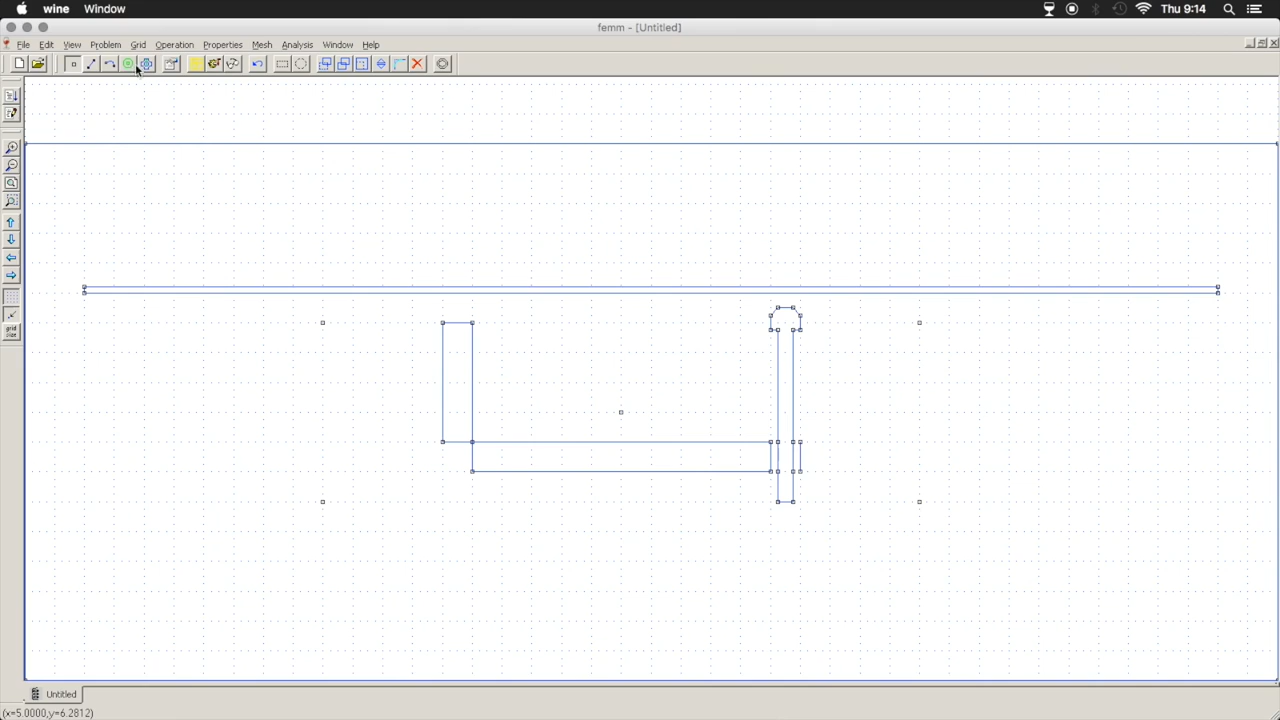 wine Window Thu 9:14
femm - [Untitled]
File Edit View Problem Grid Operation Properties Mesh Analysis Window Help
grid
size
Untitled
(x=5.0000,y=6.2812)